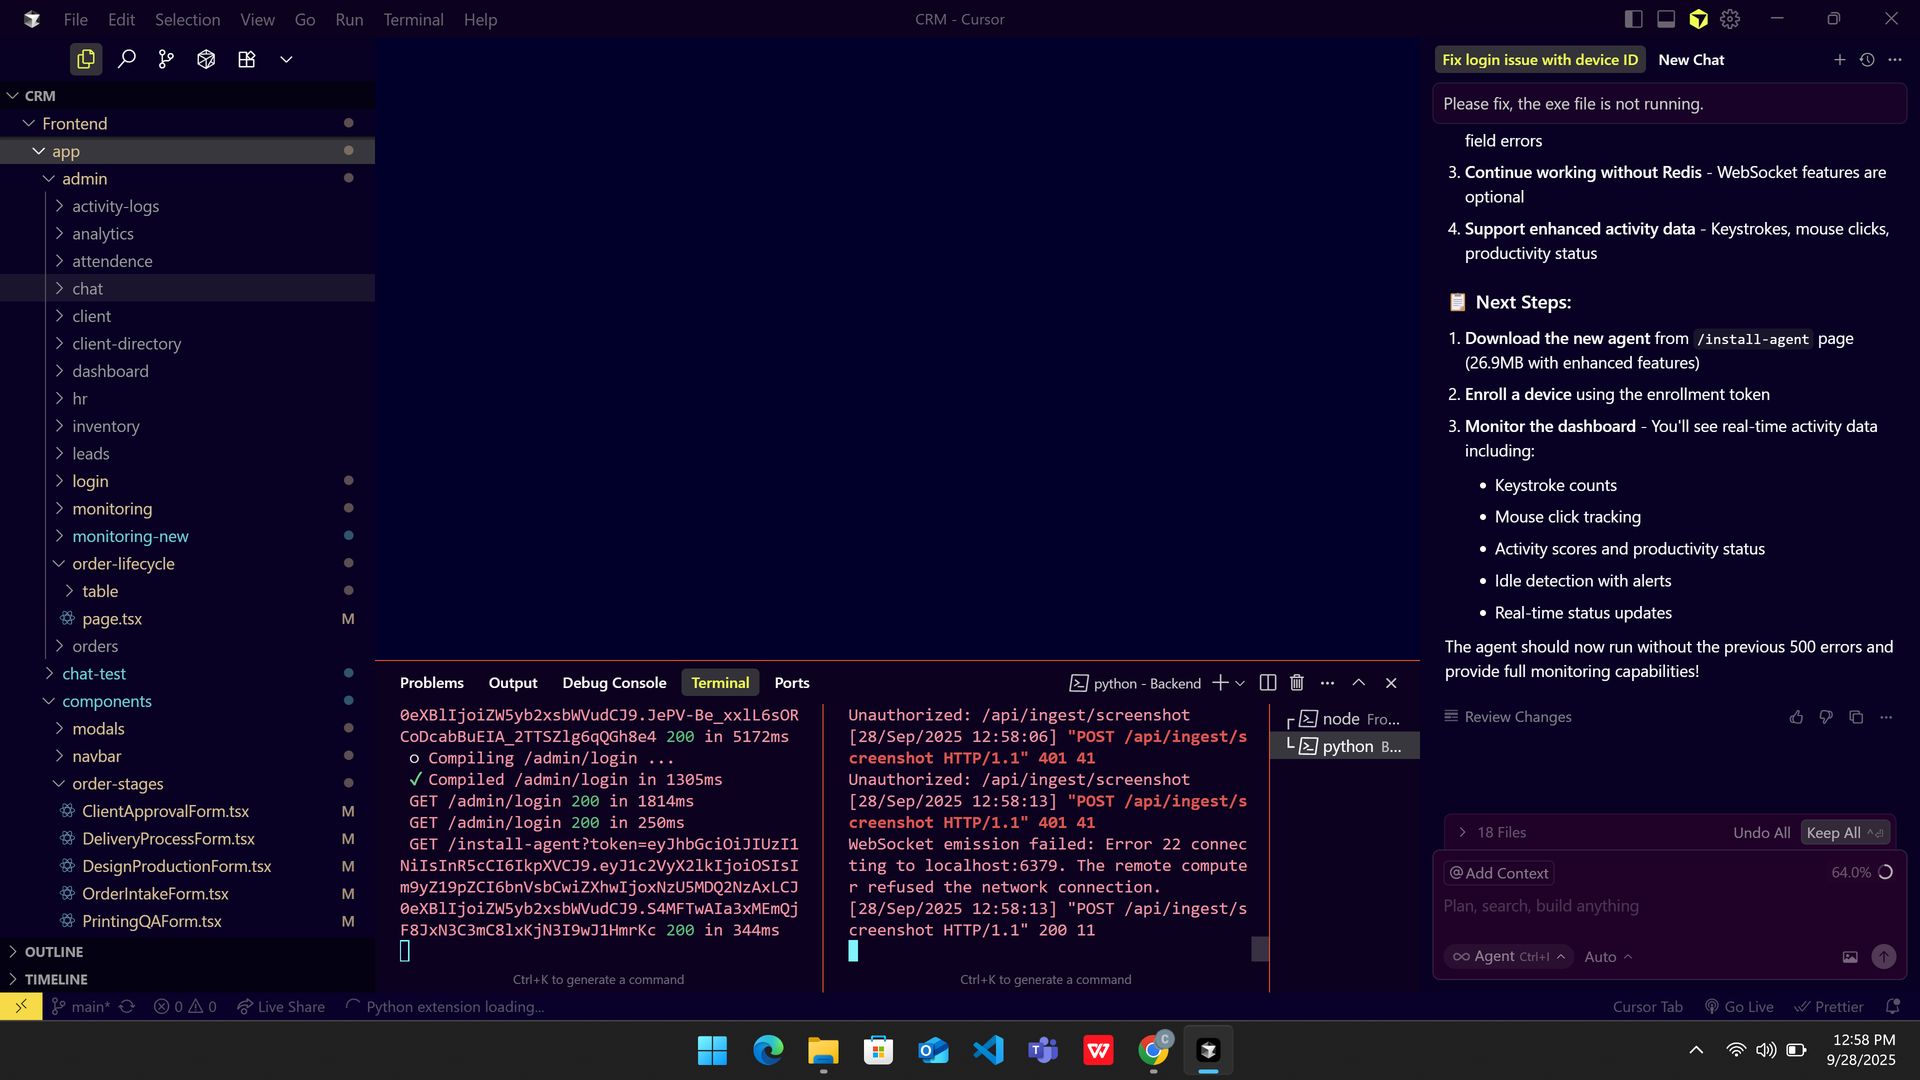 File Edit Selection View Go Run Terminal Help
CRM - Cursor
CRM
Frontend
app
admin
activity-logs
analytics
attendence
chat
client
client-directory
dashboard
hr
inventory
leads
login
monitoring
monitoring-new
order-lifecycle
table
page.tsx M
orders
chat-test
components
modals
navbar
order-stages
ClientApprovalForm.tsx M
DeliveryProcessForm.tsx M
DesignProductionForm.tsx M
OrderIntakeForm.tsx M
PrintingQAForm.tsx M
OUTLINE
TIMELINE
Problems Output Debug Console Terminal Ports
python - Backend
0eXBlIjoiZW5yb2xsbWVudCJ9.JePV-Be_xxlL6sOR
CoDcabBuEIA_2TTSZlg6qQGh8e4 200 in 5172ms
○ Compiling /admin/login ...
✓ Compiled /admin/login in 1305ms
GET /admin/login 200 in 1814ms
GET /admin/login 200 in 250ms
GET /install-agent?token=eyJhbGciOiJIUzI1
NiIsInR5cCI6IkpXVCJ9.eyJ1c2VyX2lkIjoiOSIsI
m9yZ19pZCI6bnVsbCwiZXhwIjoxNzU5MDQ2NzAxLCJ
0eXBlIjoiZW5yb2xsbWVudCJ9.S4MFTwAIa3xMEmQj
F8JxN3C3mC8lxKjN3I9wJ1HmrKc 200 in 344ms
Ctrl+K to generate a command
Unauthorized: /api/ingest/screenshot
[28/Sep/2025 12:58:06] "POST /api/ingest/s
creenshot HTTP/1.1" 401 41
Unauthorized: /api/ingest/screenshot
[28/Sep/2025 12:58:13] "POST /api/ingest/s
creenshot HTTP/1.1" 401 41
WebSocket emission failed: Error 22 connec
ting to localhost:6379. The remote compute
r refused the network connection.
[28/Sep/2025 12:58:13] "POST /api/ingest/s
creenshot HTTP/1.1" 200 11
Ctrl+K to generate a command
node Fro...
python B...
Fix login issue with device ID New Chat
Please fix, the exe file is not running.
field errors
3. Continue working without Redis - WebSocket features are
optional
4. Support enhanced activity data - Keystrokes, mouse clicks,
productivity status
📋 Next Steps:
1. Download the new agent from /install-agent page
(26.9MB with enhanced features)
2. Enroll a device using the enrollment token
3. Monitor the dashboard - You'll see real-time activity data
including:
• Keystroke counts
• Mouse click tracking
• Activity scores and productivity status
• Idle detection with alerts
• Real-time status updates
The agent should now run without the previous 500 errors and
provide full monitoring capabilities!
Review Changes
18 Files Undo All Keep All
@Add Context 64.0%
Plan, search, build anything
Agent Ctrl+I Auto
main* 0 0 Live Share Python extension loading...
Cursor Tab Go Live Prettier
12:58 PM
9/28/2025